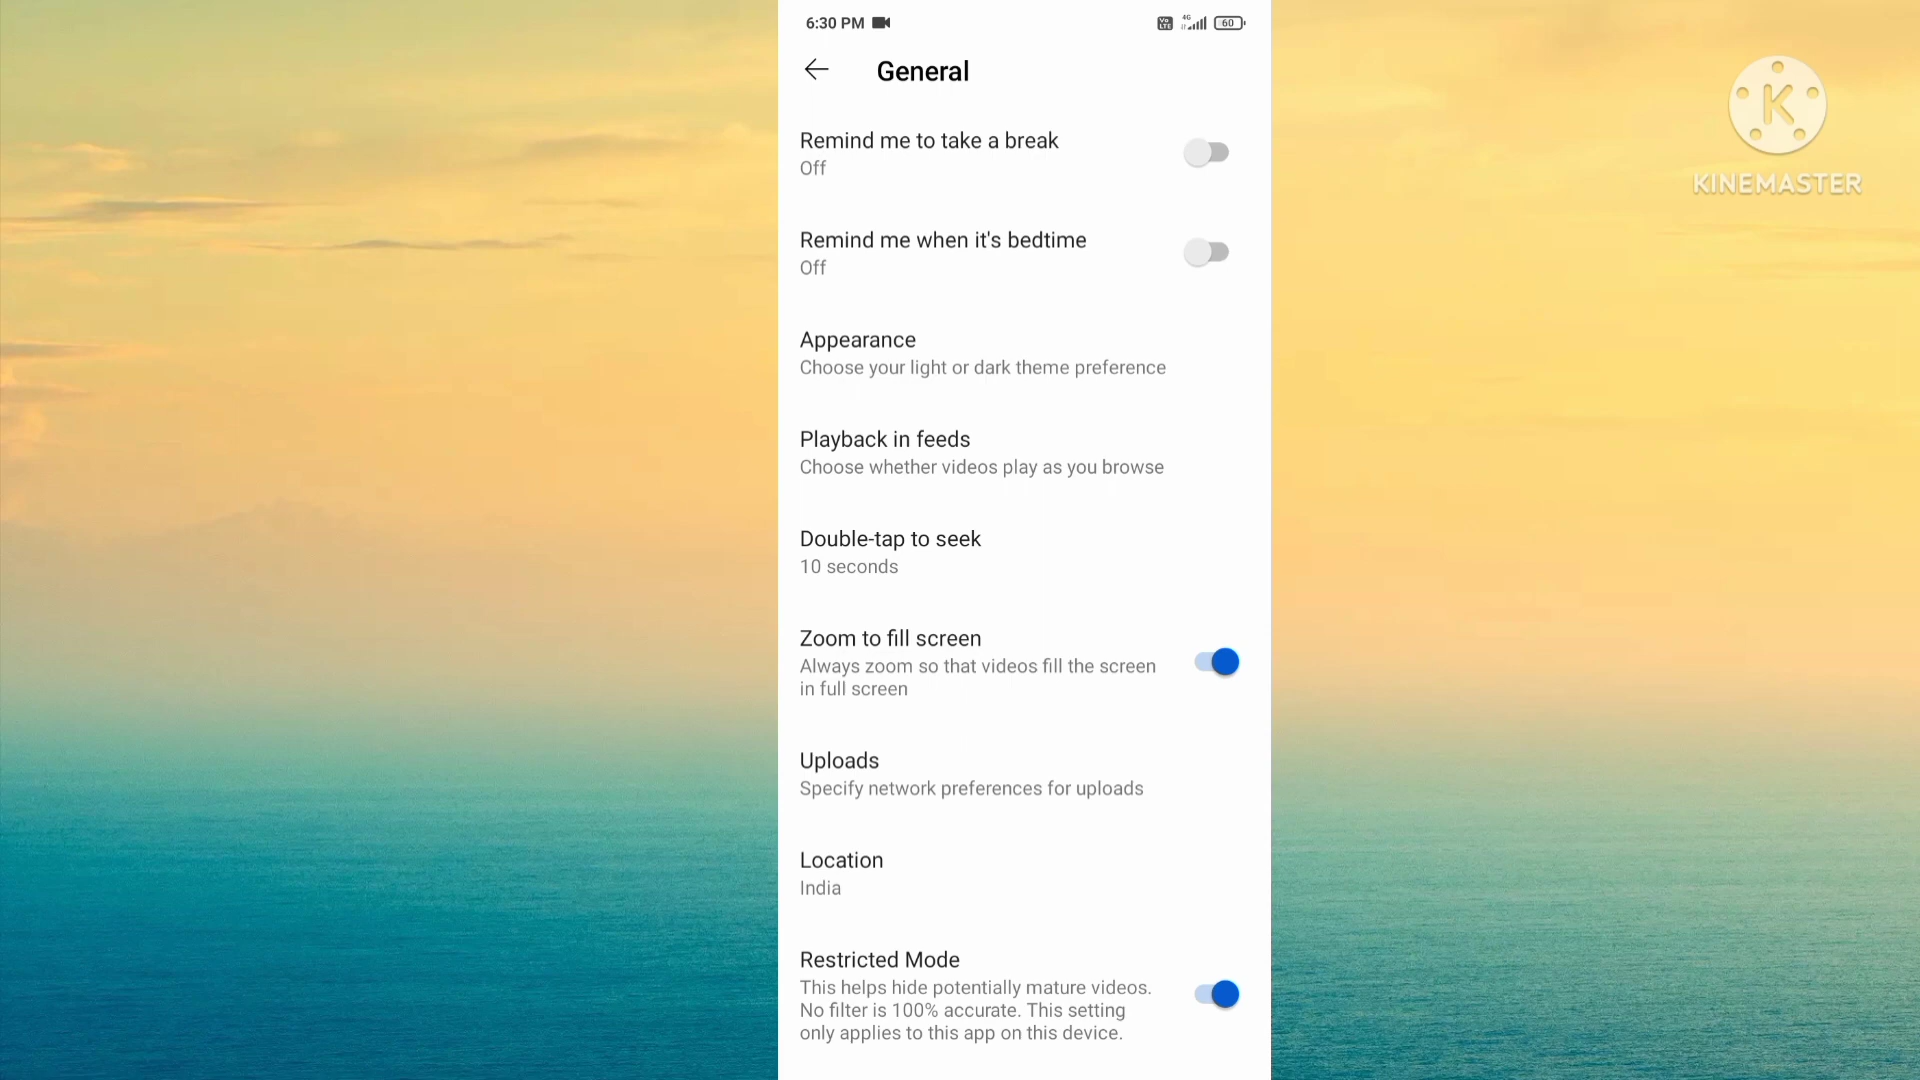 6:30 PM
Vo LTE
4G
60
General
KINEMASTER
Remind me to take a break
Off
Remind me when it's bedtime
Off
Appearance
Choose your light or dark theme preference
Playback in feeds
Choose whether videos play as you browse
Double-tap to seek
10 seconds
Zoom to fill screen
Always zoom so that videos fill the screen
in full screen
Uploads
Specify network preferences for uploads
Location
India
Restricted Mode
This helps hide potentially mature videos.
No filter is 100% accurate. This setting
only applies to this app on this device.